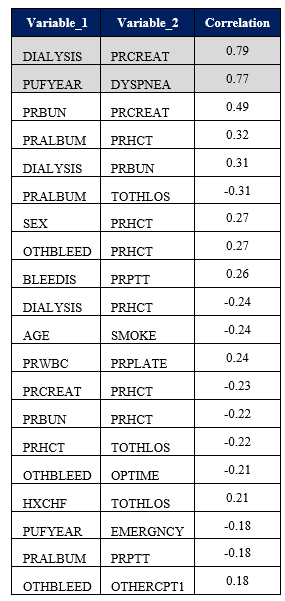 Variable_1 Variable_2 Correlation
DIALYSIS PRCREAT 0.79
PUFYEAR DYSPNEA 0.77
PRBUN PRCREAT 0.49
PRALBUM PRHCT 0.32
DIALYSIS PRBUN 0.31
PRALBUM TOTHLOS -0.31
SEX PRHCT 0.27
OTHBLEED PRHCT 0.27
BLEEDIS PRPTT 0.26
DIALYSIS PRHCT -0.24
AGE SMOKE -0.24
PRWBC PRPLATE 0.24
PRCREAT PRHCT -0.23
PRBUN PRHCT -0.22
PRHCT TOTHLOS -0.22
OTHBLEED OPTIME -0.21
HXCHF TOTHLOS 0.21
PUFYEAR EMERGNCY -0.18
PRALBUM PRPTT -0.18
OTHBLEED OTHERCPT1 0.18